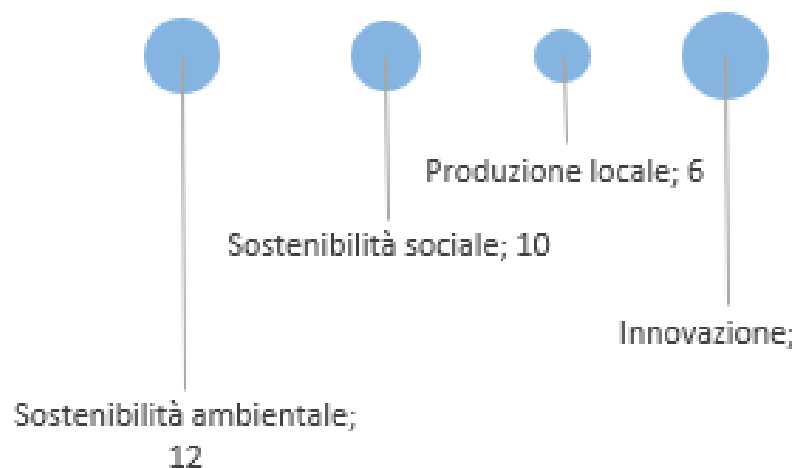 Produzione locale; 6
Sostenibilità sociale; 10
Innovazione;
Sostenibilità ambientale;
12